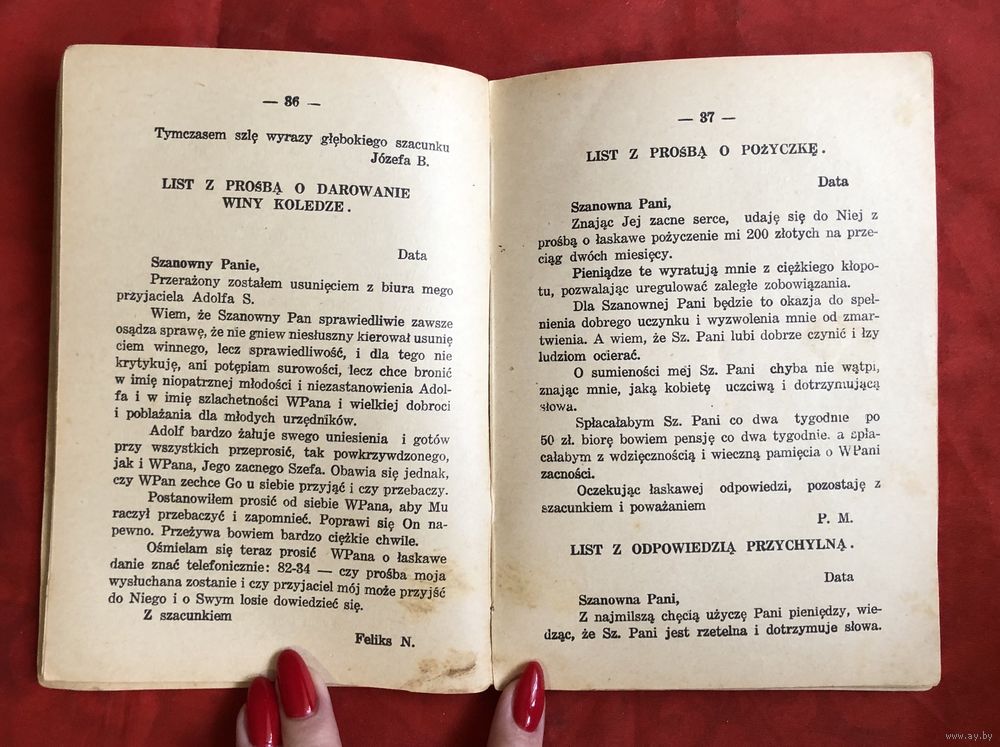 — 86 —
Tymczasem szlę wyrazy głębokiego szacunku
Józefa B.
LIST Z PROŚBĄ O DAROWANIE
WINY KOLEDZE.
Data
Szanowny Panie,
Przerażony zostałem usunięciem z biura mego
przyjaciela Adolfa S.
Wiem, że Szanowny Pan sprawiedliwie zawsze
osądza sprawę, że nie gniew niesłuszny kierował usunię
ciem winnego, lecz sprawiedliwość, i dla tego nie
krytykuję, ani potępiam surowości, lecz chce bronić
w imię niopatrznej młodości i niezastanowienia Adol-
fa i w imię szlachetności WPana i wielkiej dobroci
i pobłażania dla młodych urzędników.
Adolf bardzo żałuje swego uniesienia i gotów
przy wszystkich przeprosić, tak powkrzywdzonego,
jak i WPana, Jego zacnego Szefa. Obawia się jednak,
czy WPan zechce Go u siebie przyjąć i czy przebaczy.
Postanowiłem prosić od siebie WPana, aby Mu
raczył przebaczyć i zapomnieć. Poprawi się On na-
pewno. Przeżywa bowiem bardzo ciężkie chwile.
Ośmielam się teraz prosić WPana o łaskawe
danie znać telefonicznie: 82-34 — czy prośba moja
wysłuchana zostanie i czy przyjaciel mój może przyjść
do Niego i o Swym losie dowiedzieć się.
Z szacunkiem
Feliks N.
— 37 —
LIST Z PROŚBĄ O POŻYCZKĘ.
Data
Szanowna Pani,
Znając Jej zacne serce, udaję się do Niej z
prośbą o łaskawe pożyczenie mi 200 złotych na prze-
ciąg dwóch miesięcy.
Pieniądze te wyratują mnie z ciężkiego kłopo-
tu, pozwalając uregulować zaległe zobowiązania.
Dla Szanownej Pani będzie to okazja do speł-
nienia dobrego uczynku i wyzwolenia mnie od zmar-
twienia. A wiem, że Sz. Pani lubi dobrze czynić i łzy
ludziom ocierać.
O sumieności mej Sz. Pani chyba nie wątpi,
znając mnie, jaką kobietę uczciwą i dotrzymującą
słowa.
Spłacałabym Sz. Pani co dwa tygodnie po
50 zł. biorę bowiem pensję co dwa tygodnie. a spła-
całabym z wdzięcznością i wieczną pamięcia o WPani
zacności.
Oczekując łaskawej odpowiedzi, pozostaję z
szacunkiem i poważaniem
P. M.
LIST Z ODPOWIEDZIĄ PRZYCHYLNĄ.
Data
Szanowna Pani,
Z najmilszą chęcią użyczę Pani pieniędzy, wie-
dząc, że Sz. Pani jest rzetelna i dotrzymuje słowa.
www.ay.by